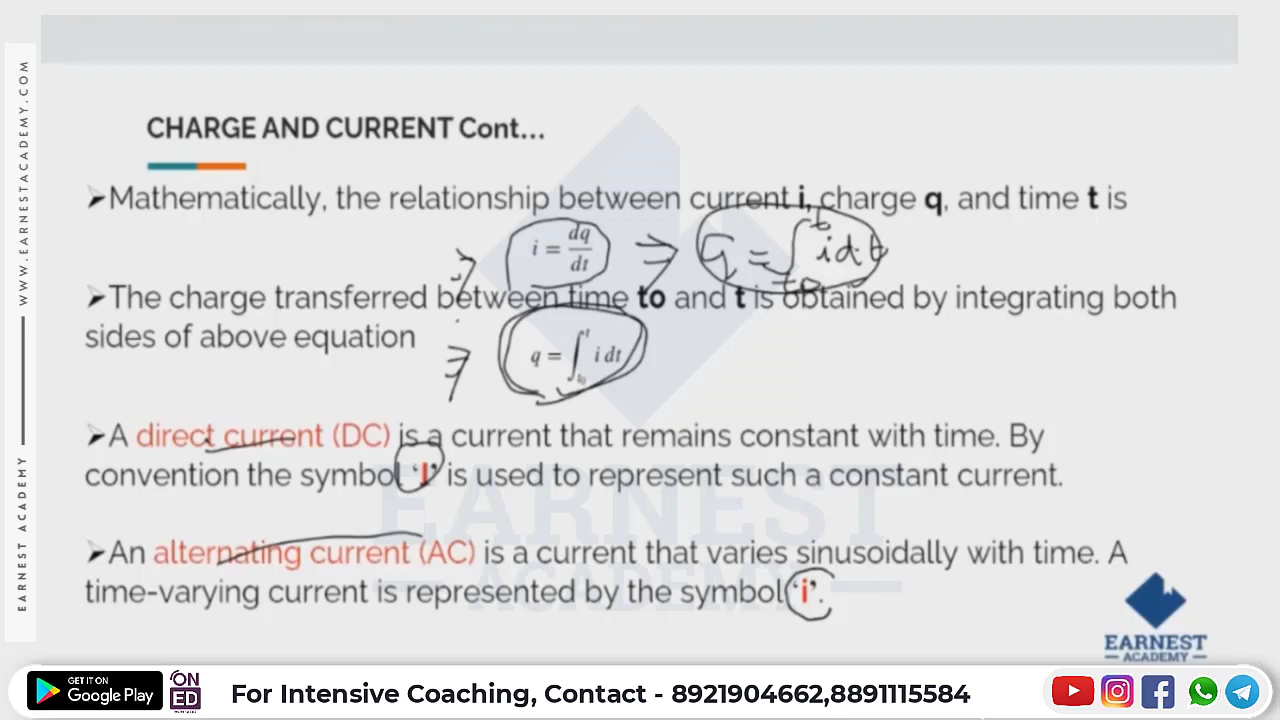 CHARGE AND CURRENT Cont...
➢Mathematically, the relationship between current i, charge q, and time t is
i = dq/dt ⇒ q = ∫t0^t i dt
➢The charge transferred between time to and t is obtained by integrating both
sides of above equation
⇒ q = ∫t0^t i dt
➢A direct current (DC) is a current that remains constant with time. By
convention the symbol 'I' is used to represent such a constant current.
➢An alternating current (AC) is a current that varies sinusoidally with time. A
time-varying current is represented by the symbol 'i'.
EARNEST
ACADEMY
EARNEST
ACADEMY
WWW.EARNESTACADEMY.COM
EARNEST ACADEMY
GET IT ON
Google Play
ON
ED
For Intensive Coaching, Contact - 8921904662,8891115584